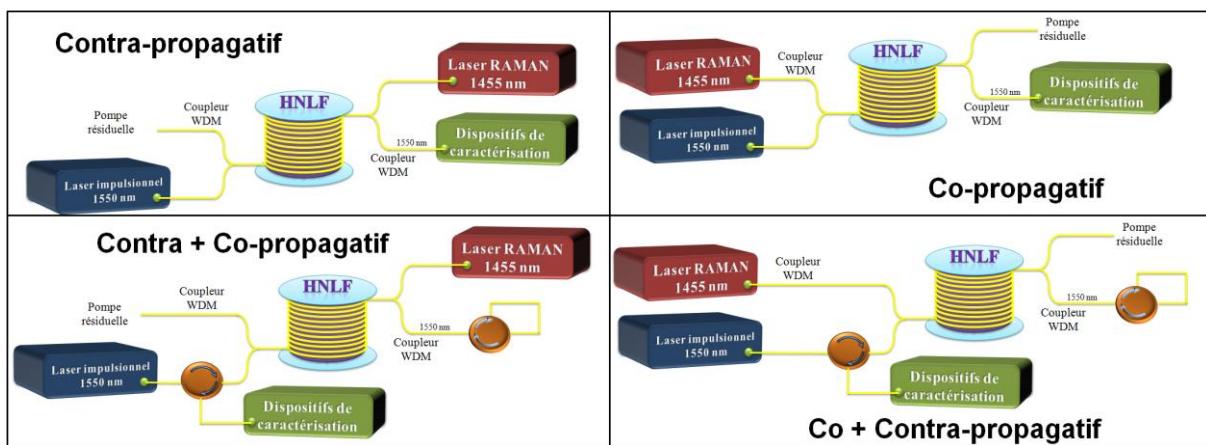 Contra-propagatif
Laser RAMAN
1455 nm
HNLF
Coupleur
WDM
Pompe
résiduelle
1550 nm
Coupleur
WDM
Dispositifs de
caractérisation
Laser impulsionnel
1550 nm
Pompe
résiduelle
Laser RAMAN
1455 nm
Coupleur
WDM
HNLF
1550 nm
Coupleur
WDM
Dispositifs de
caractérisation
Laser impulsionnel
1550 nm
Co-propagatif
Contra + Co-propagatif
Laser RAMAN
1455 nm
Coupleur
WDM
HNLF
Pompe
résiduelle
1550 nm
Coupleur
WDM
Laser impulsionnel
1550 nm
Dispositifs de
caractérisation
Pompe
résiduelle
HNLF
Laser RAMAN
1455 nm
Coupleur
WDM
1550 nm
Coupleur
WDM
Laser impulsionnel
1550 nm
Dispositifs de
caractérisation
Co + Contra-propagatif